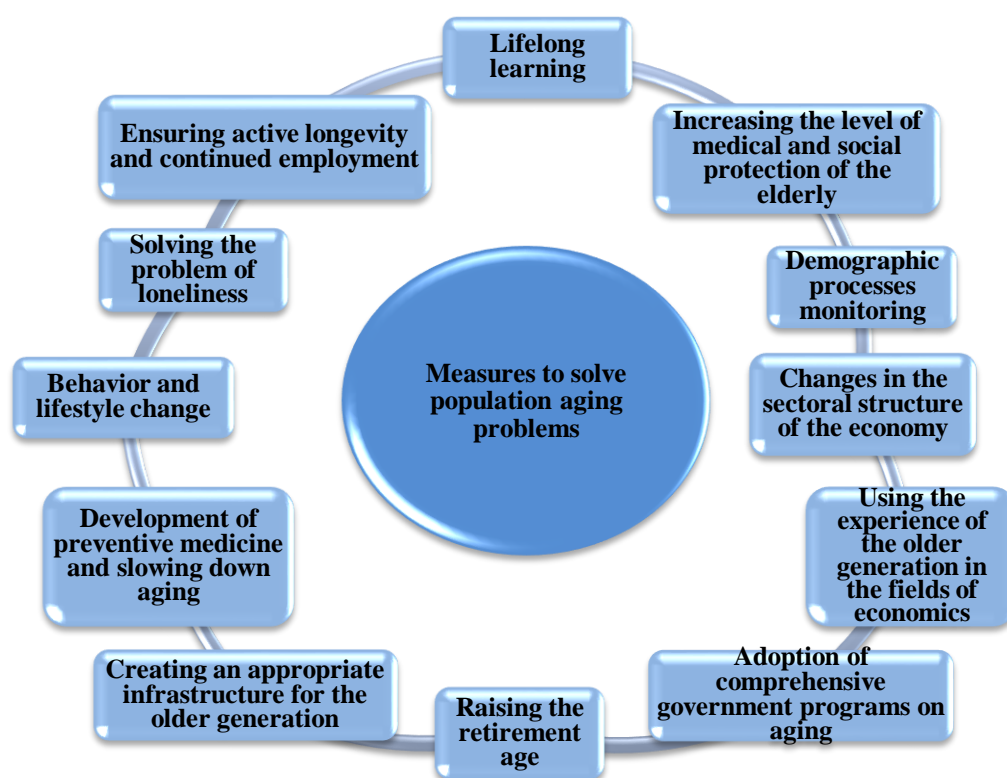 Lifelong
learning
Increasing the level of
medical and social
protection of the
elderly
Demographic
processes
monitoring
Changes in the
sectoral structure
of the economy
Using the
experience of
the older
generation in
the fields of
economics
Adoption of
comprehensive
government programs on
aging
Raising the
retirement
age
Creating an appropriate
infrastructure for the
older generation
Development of
preventive medicine
and slowing down
aging
Behavior and
lifestyle change
Solving the
problem of
loneliness
Ensuring active longevity
and continued employment
Measures to solve
population aging
problems